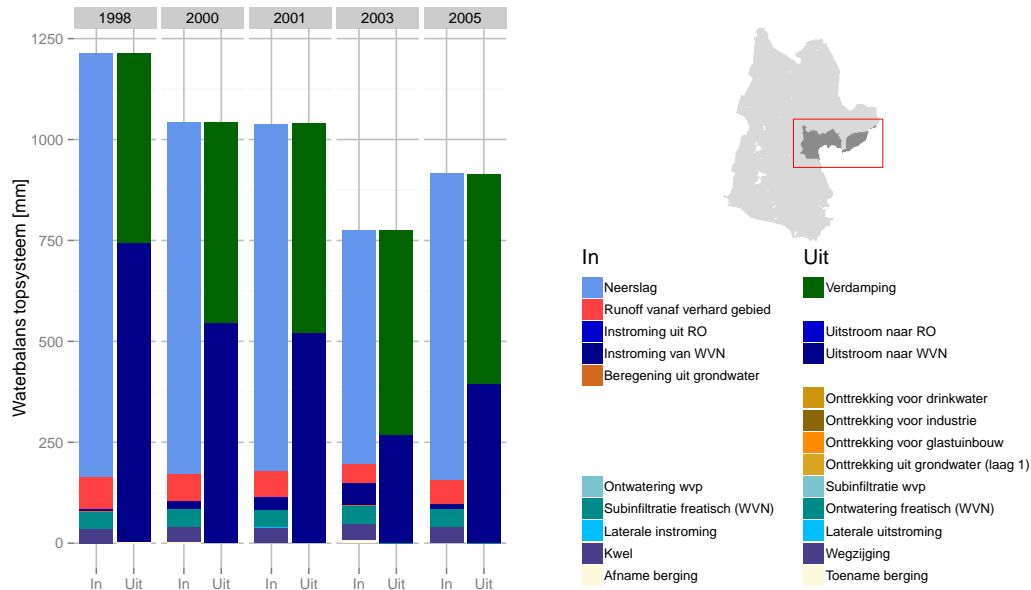 1998 2000 2001 2003 2005
Waterbalans topsysteem [mm]
1250
1000
750
500
250
0
In Uit In Uit In Uit In Uit In Uit
In
Neerslag
Runoff vanaf verhard gebied
Instroming uit RO
Instroming van WVN
Beregening uit grondwater
Ontwatering wvp
Subinfiltratie freatisch (WVN)
Laterale instroming
Kwel
Afname berging
Uit
Verdamping
Uitstroom naar RO
Uitstroom naar WVN
Onttrekking voor drinkwater
Onttrekking voor industrie
Onttrekking voor glastuinbouw
Onttrekking uit grondwater (laag 1)
Subinfiltratie wvp
Ontwatering freatisch (WVN)
Laterale uitstroming
Wegzijging
Toename berging